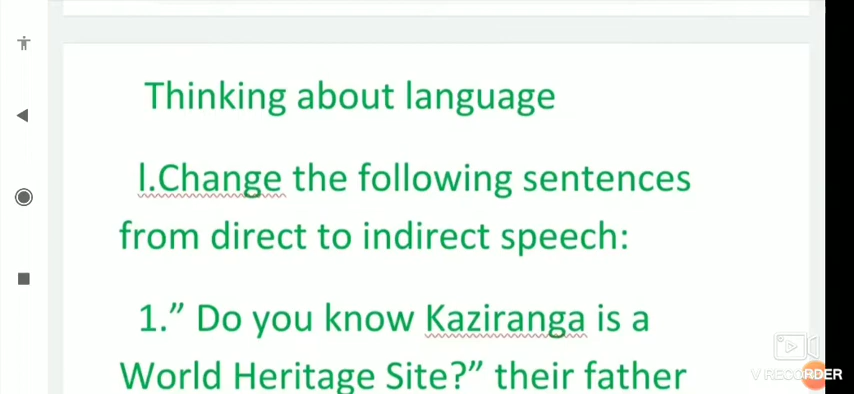 Thinking about language
I.Change the following sentences
from direct to indirect speech:
1.” Do you know Kaziranga is a
World Heritage Site?” their father
V RECORDER